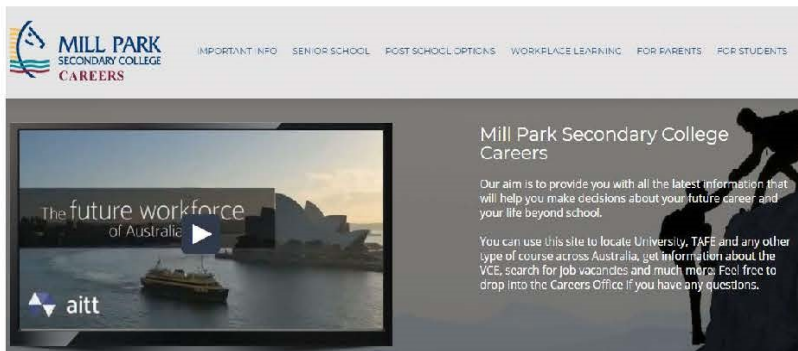 MILL PARK
SECONDARY COLLEGE
CAREERS
IMPORTANT INFO SENIOR SCHOOL POST SCHOOL OPTIONS WORKPLACE LEARNING FOR PARENTS FOR STUDENTS
The future workforce
of Australia
aitt
Mill Park Secondary College
Careers
Our aim is to provide you with all the latest information that
will help you make decisions about your future career and
your life beyond school.
You can use this site to locate University, TAFE and any other
type of course across Australia, get information about the
VCE, search for job vacancies and much more. Feel free to
drop into the Careers Office if you have any questions.